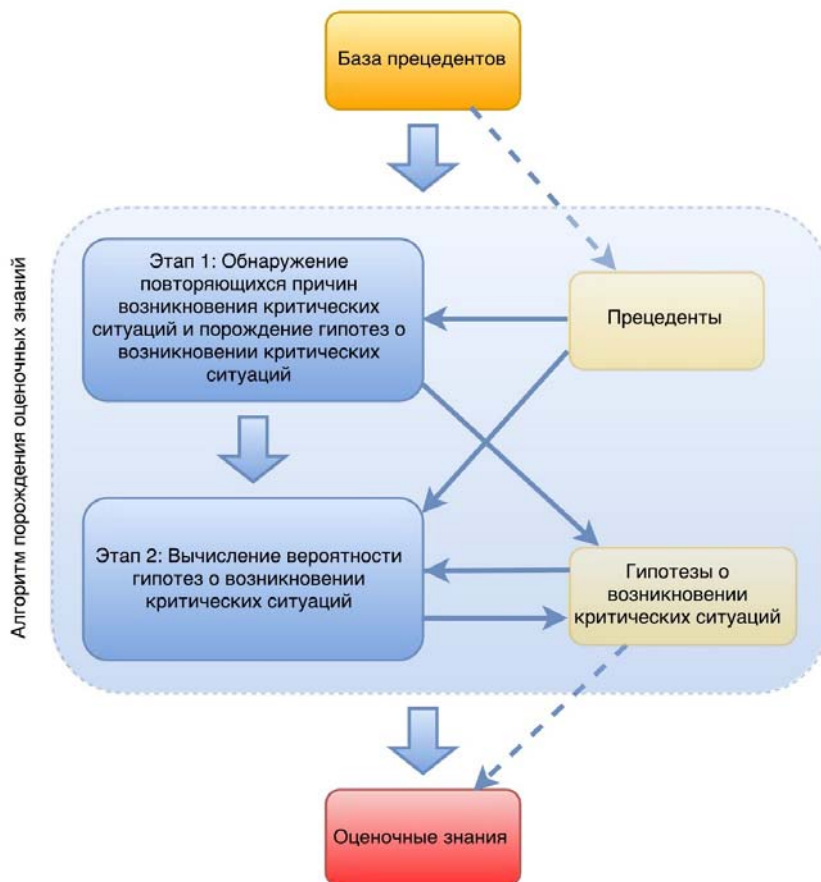 База прецедентов
Алгоритм порождения оценочных знаний
Этап 1: Обнаружение
повторяющихся причин
возникновения критических
ситуаций и порождение гипотез о
возникновении критических
ситуаций
Прецеденты
Этап 2: Вычисление вероятности
гипотез о возникновении
критических ситуаций
Гипотезы о
возникновении
критических ситуаций
Оценочные знания